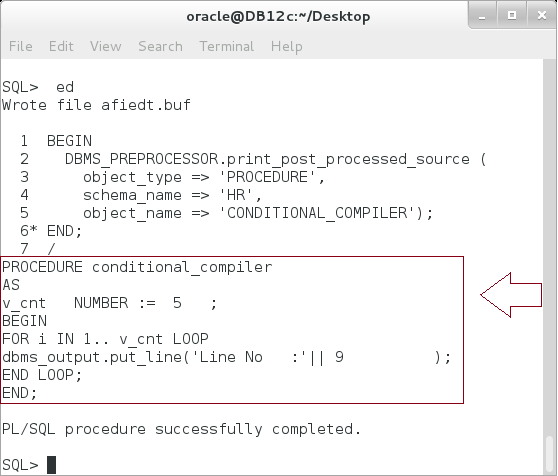 oracle@DB12c:~/Desktop
File Edit View Search Terminal Help
SQL>  ed
Wrote file afiedt.buf
  1  BEGIN
  2    DBMS_PREPROCESSOR.print_post_processed_source (
  3      object_type => 'PROCEDURE',
  4      schema_name => 'HR',
  5      object_name => 'CONDITIONAL_COMPILER');
  6* END;
  7  /
PROCEDURE conditional_compiler
AS
v_cnt   NUMBER :=  5   ;
BEGIN
FOR i IN 1.. v_cnt LOOP
dbms_output.put_line('Line No   :'|| 9          );
END LOOP;
END;
PL/SQL procedure successfully completed.
SQL>